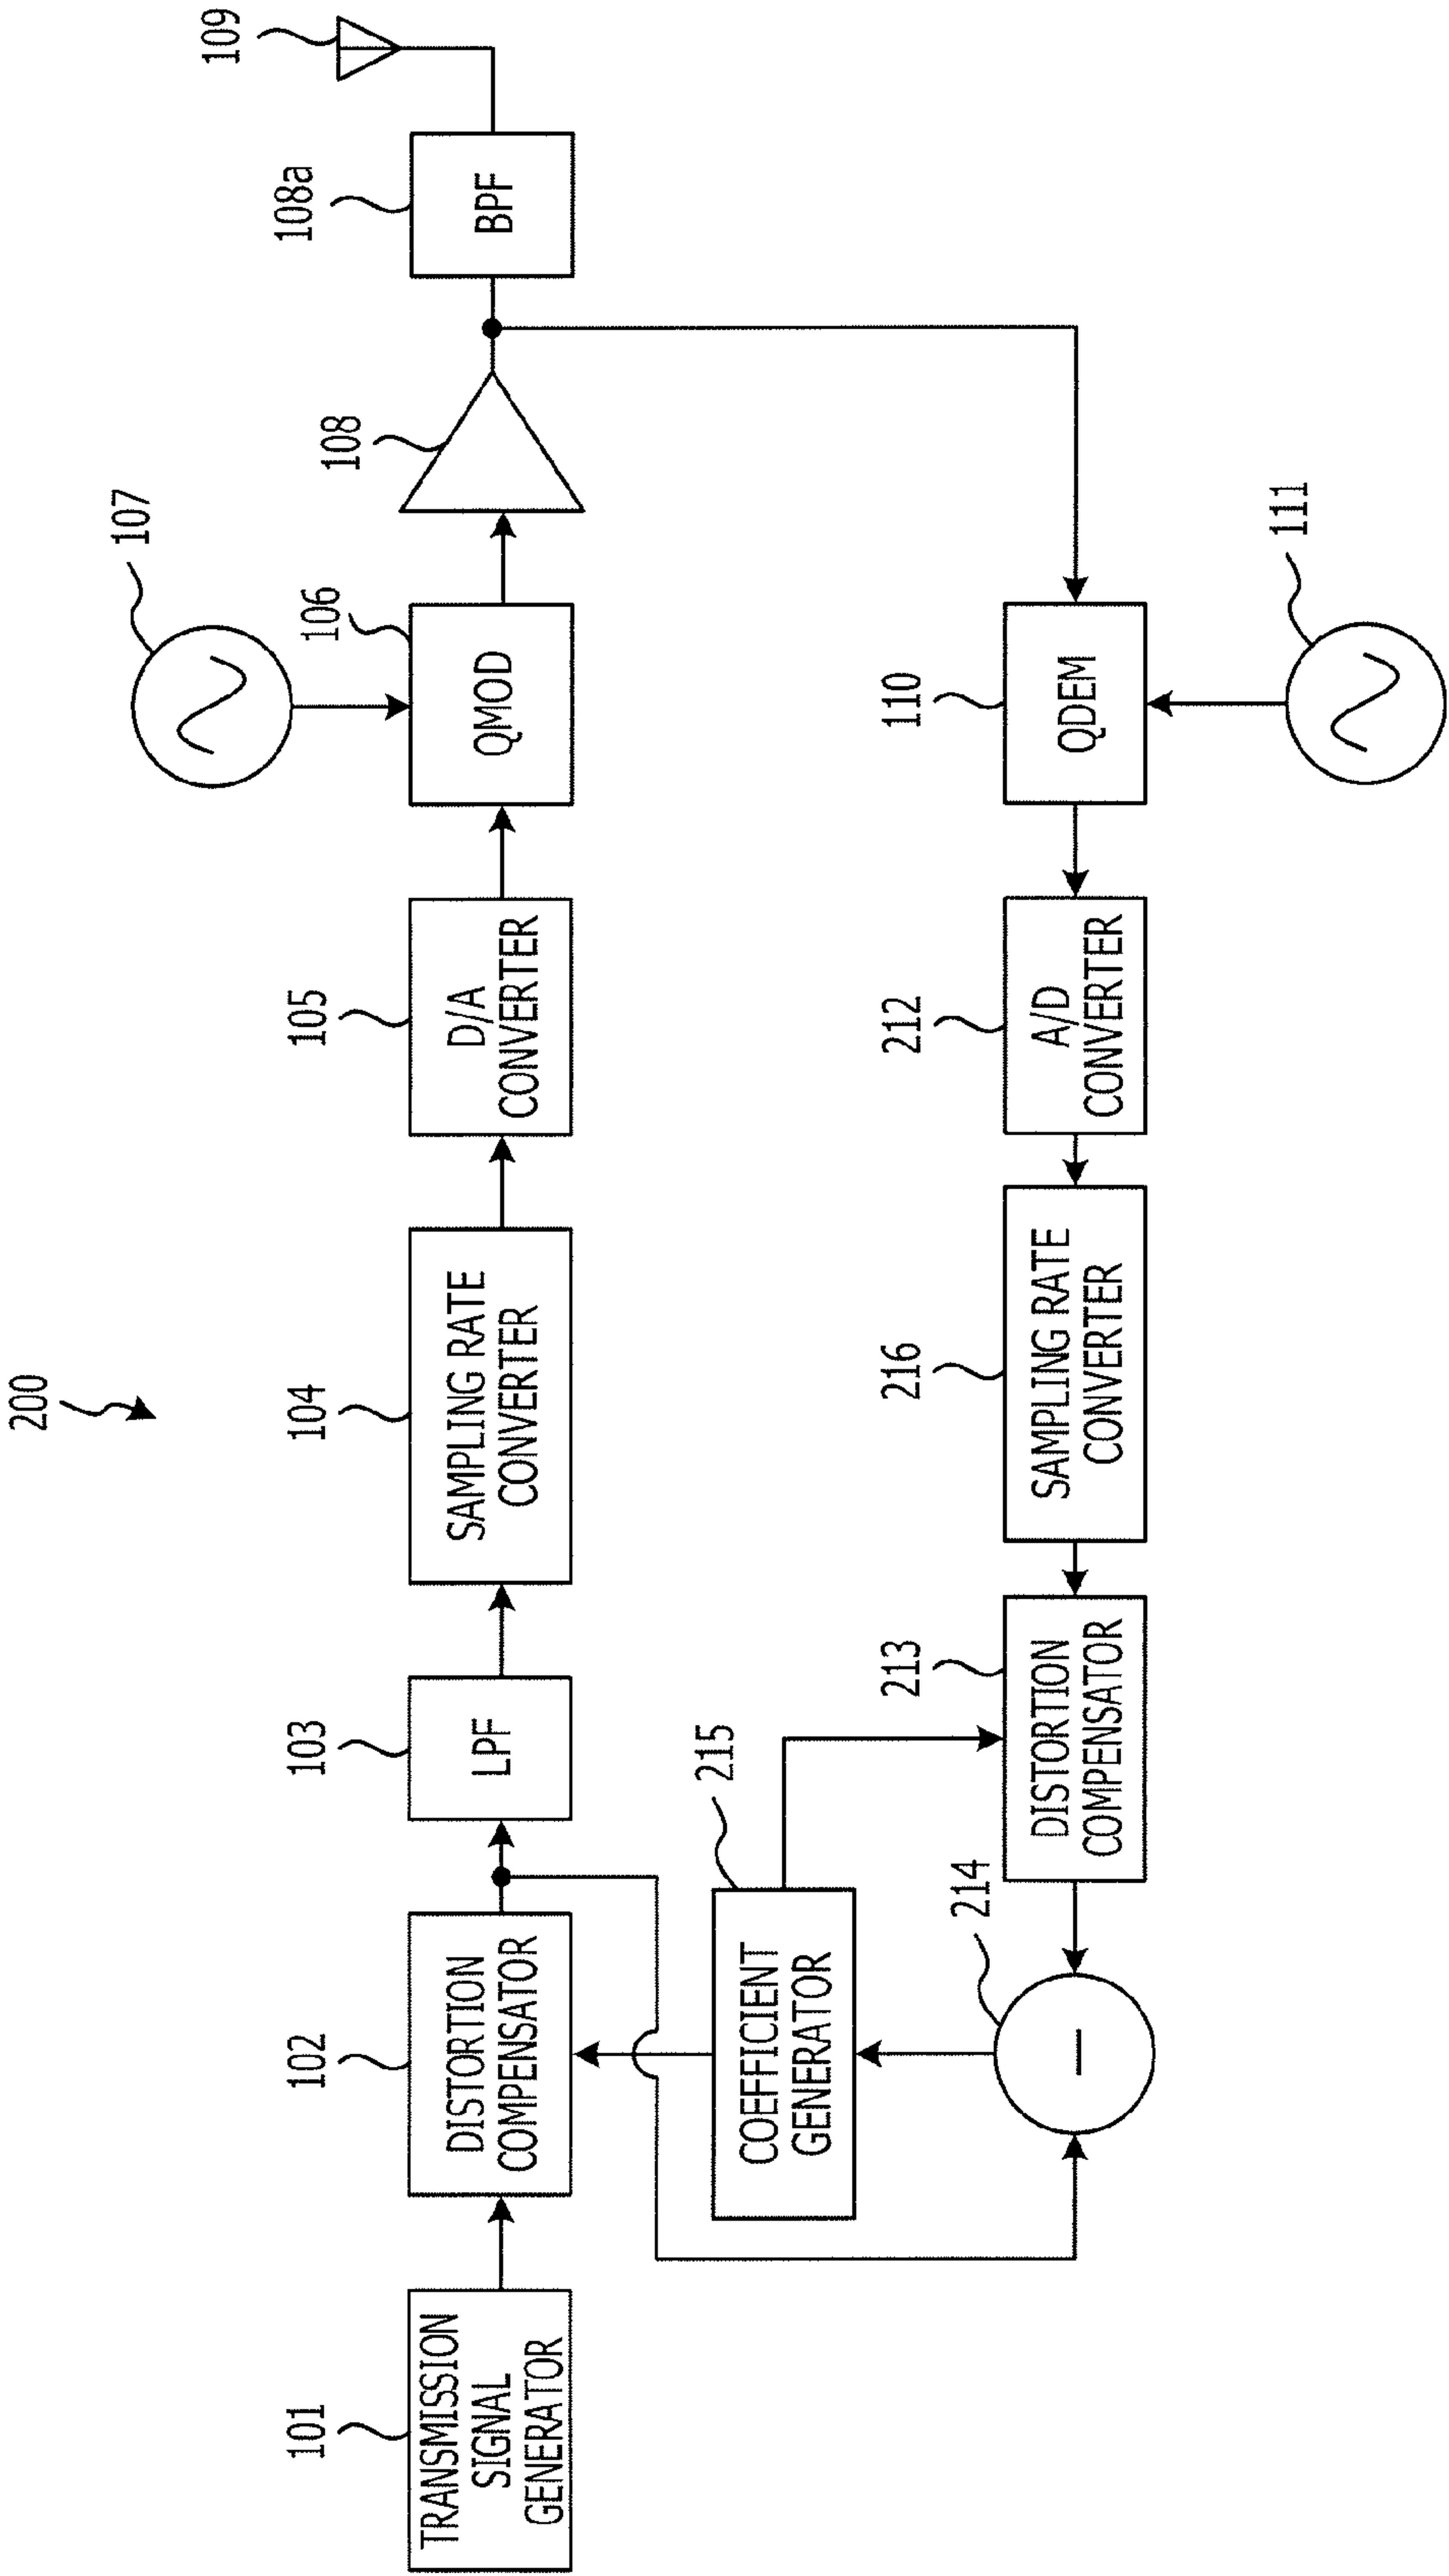 200
101
TRANSMISSION
SIGNAL
GENERATOR
102
DISTORTION
COMPENSATOR
103
LPF
104
SAMPLING RATE
CONVERTER
105
D/A
CONVERTER
106
QMOD
107
108
108a
BPF
109
215
COEFFICIENT
GENERATOR
214
−
213
DISTORTION
COMPENSATOR
216
SAMPLING RATE
CONVERTER
212
A/D
CONVERTER
110
QDEM
111